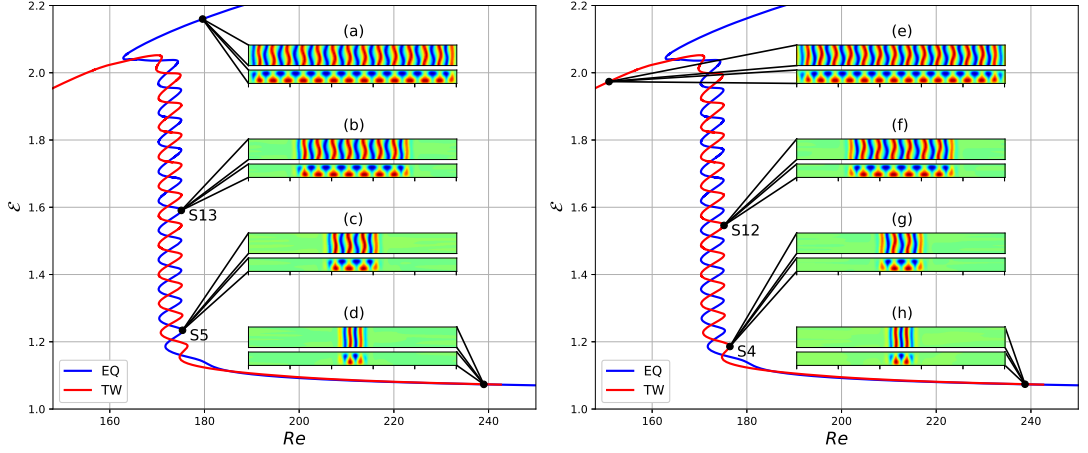 2.2
2.0
1.8
1.6
1.4
1.2
1.0
ℰ
160
180
200
220
240
Re
(a)
(b)
(c)
(d)
S13
S5
EQ
TW
2.2
2.0
1.8
1.6
1.4
1.2
1.0
ℰ
160
180
200
220
240
Re
(e)
(f)
(g)
(h)
S12
S4
EQ
TW